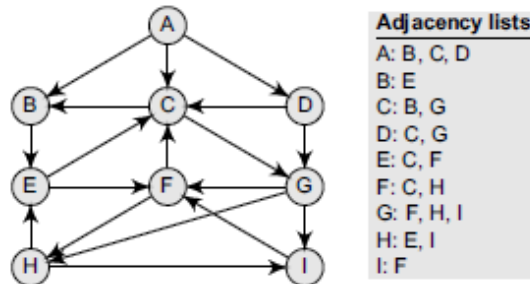 A
B C D
E F G
H I
Adjacency lists
A: B, C, D
B: E
C: B, G
D: C, G
E: C, F
F: C, H
G: F, H, I
H: E, I
I: F